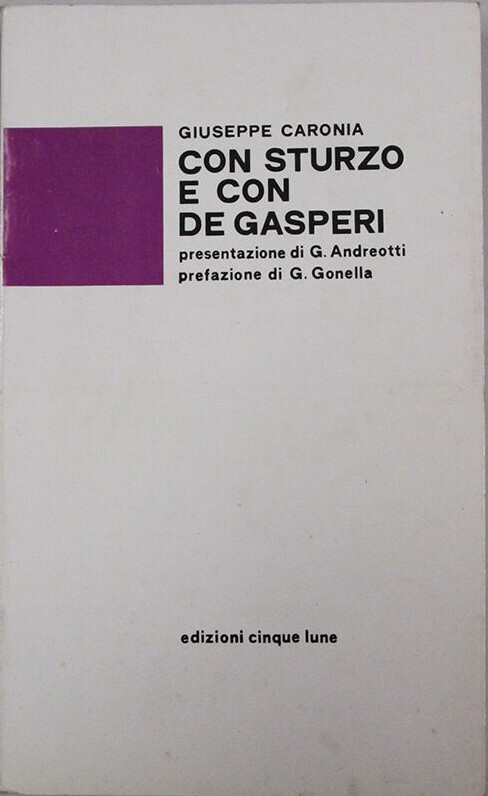 GIUSEPPE CARONIA
CON STURZO
E CON
DE GASPERI
presentazione di G. Andreotti
prefazione di G. Gonella
edizioni cinque lune